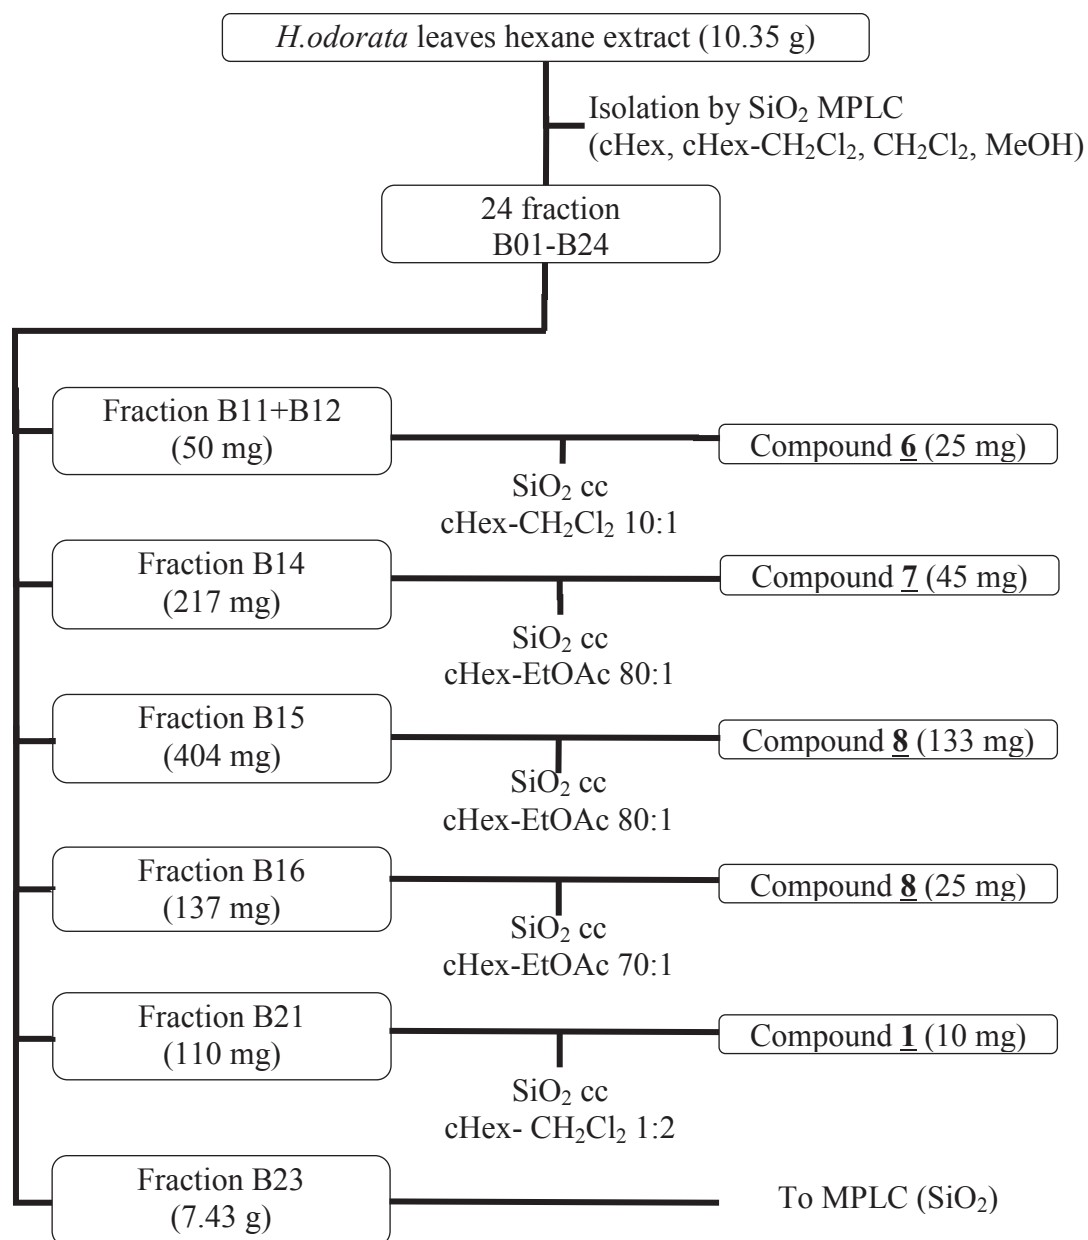 H.odorata leaves hexane extract (10.35 g)
Isolation by SiO₂ MPLC
(cHex, cHex-CH₂Cl₂, CH₂Cl₂, MeOH)
24 fraction
B01-B24
Fraction B11+B12
(50 mg)
Compound 6 (25 mg)
SiO₂ cc
cHex-CH₂Cl₂ 10:1
Fraction B14
(217 mg)
Compound 7 (45 mg)
SiO₂ cc
cHex-EtOAc 80:1
Fraction B15
(404 mg)
Compound 8 (133 mg)
SiO₂ cc
cHex-EtOAc 80:1
Fraction B16
(137 mg)
Compound 8 (25 mg)
SiO₂ cc
cHex-EtOAc 70:1
Fraction B21
(110 mg)
Compound 1 (10 mg)
SiO₂ cc
cHex- CH₂Cl₂ 1:2
Fraction B23
(7.43 g)
To MPLC (SiO₂)